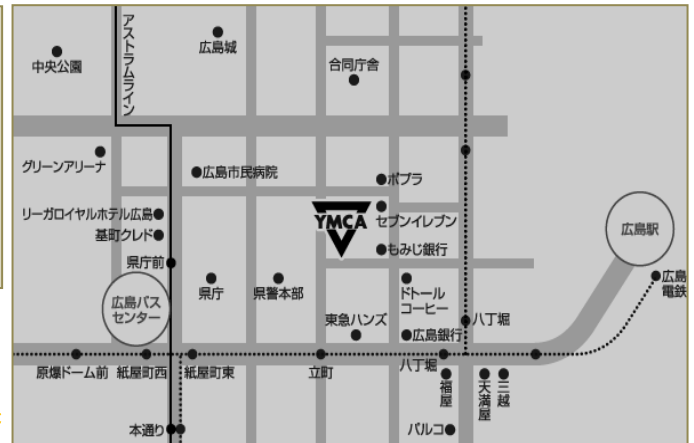 アストラムライン
広島城
中央公園
合同庁舎
グリーンアリーナ
広島市民病院
ポプラ
リーガロイヤルホテル広島
YMCA
セブンイレブン
広島駅
基町クレド
もみじ銀行
県庁前
広島
電鉄
広島バス
センター
県庁
県警本部
ドトール
コーヒー
東急ハンズ
八丁堀
広島銀行
原爆ドーム前
紙屋町西
紙屋町東
立町
八丁堀
福屋
天満屋
三越
本通り
パルコ